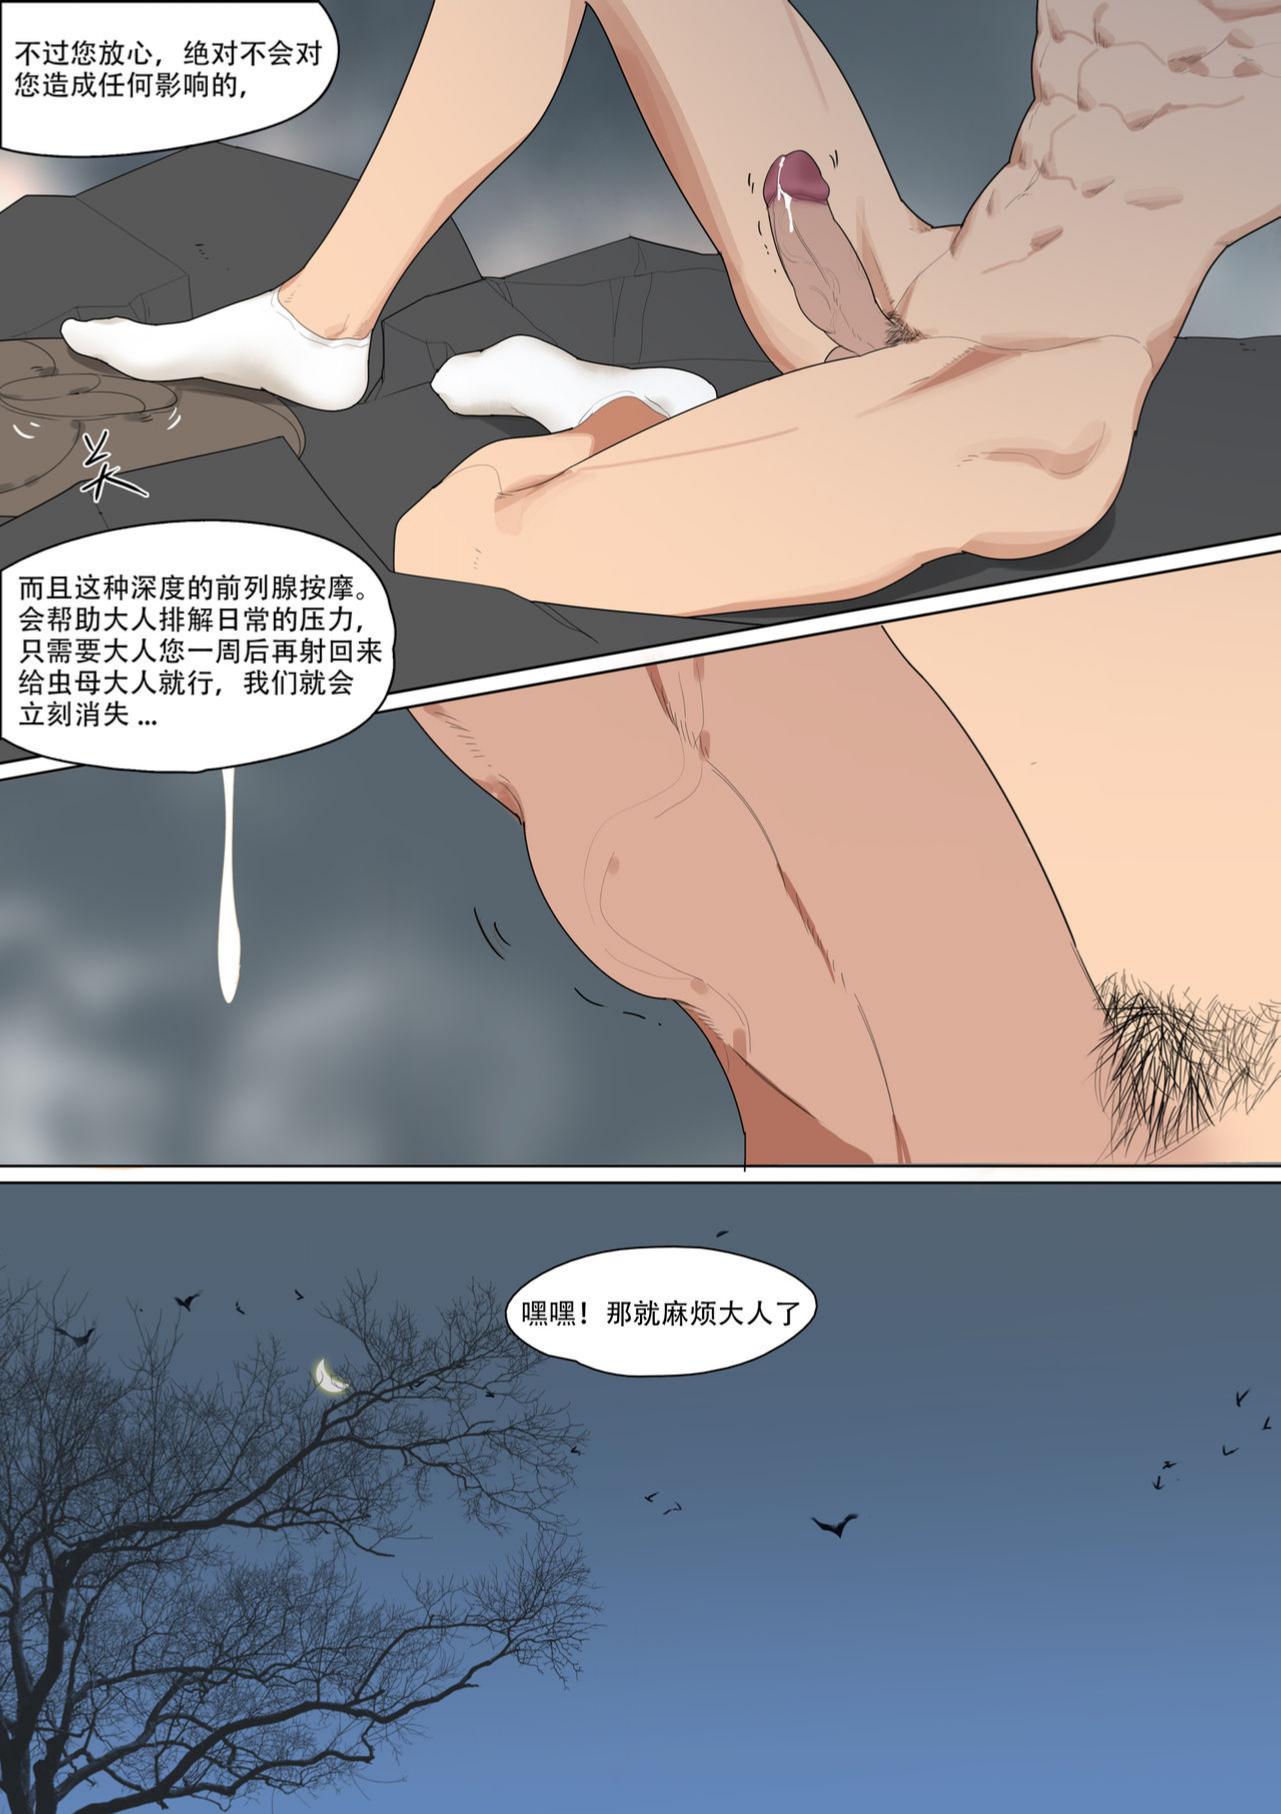 不过您放心，绝对不会对
您造成任何影响的，
而且这种深度的前列腺按摩。
会帮助大人排解日常的压力，
只需要大人您一周后再射回来
给虫母大人就行，我们就会
立刻消失 ...
嘿嘿！那就麻烦大人了